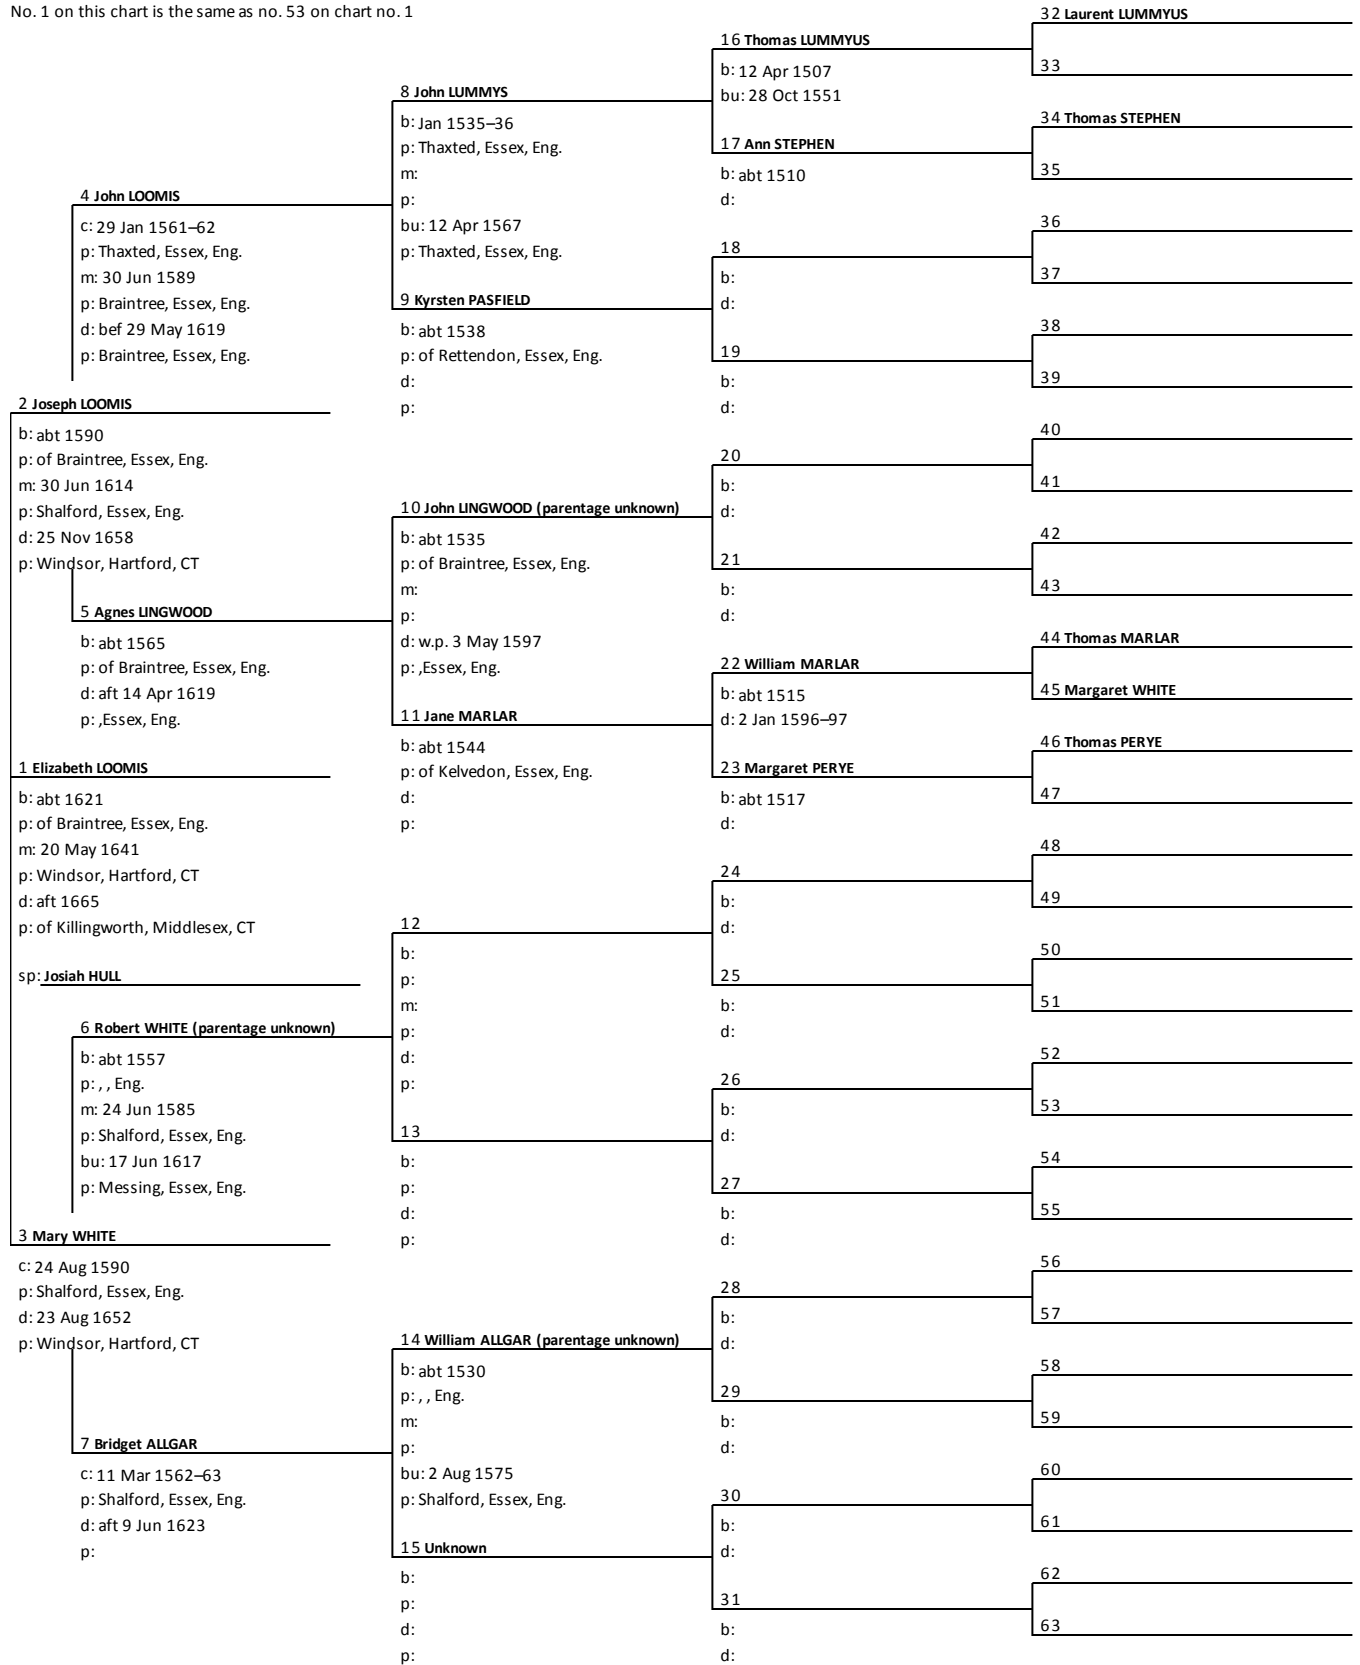 No. 1 on this chart is the same as no. 53 on chart no. 1
4 John LOOMIS
c: 29 Jan 1561–62
p: Thaxted, Essex, Eng.
m: 30 Jun 1589
p: Braintree, Essex, Eng.
d: bef 29 May 1619
p: Braintree, Essex, Eng.
2 Joseph LOOMIS
b: abt 1590
p: of Braintree, Essex, Eng.
m: 30 Jun 1614
p: Shalford, Essex, Eng.
d: 25 Nov 1658
p: Windsor, Hartford, CT
5 Agnes LINGWOOD
b: abt 1565
p: of Braintree, Essex, Eng.
d: aft 14 Apr 1619
p: ,Essex, Eng.
1 Elizabeth LOOMIS
b: abt 1621
p: of Braintree, Essex, Eng.
m: 20 May 1641
p: Windsor, Hartford, CT
d: aft 1665
p: of Killingworth, Middlesex, CT
sp: Josiah HULL
6 Robert WHITE (parentage unknown)
b: abt 1557
p: , , Eng.
m: 24 Jun 1585
p: Shalford, Essex, Eng.
bu: 17 Jun 1617
p: Messing, Essex, Eng.
3 Mary WHITE
c: 24 Aug 1590
p: Shalford, Essex, Eng.
d: 23 Aug 1652
p: Windsor, Hartford, CT
7 Bridget ALLGAR
c: 11 Mar 1562–63
p: Shalford, Essex, Eng.
d: aft 9 Jun 1623
p:
8 John LUMMYS
b: Jan 1535–36
p: Thaxted, Essex, Eng.
m:
p:
bu: 12 Apr 1567
p: Thaxted, Essex, Eng.
9 Kyrsten PASFIELD
b: abt 1538
p: of Rettendon, Essex, Eng.
d:
p:
10 John LINGWOOD (parentage unknown)
b: abt 1535
p: of Braintree, Essex, Eng.
m:
p:
d: w.p. 3 May 1597
p: ,Essex, Eng.
11 Jane MARLAR
b: abt 1544
p: of Kelvedon, Essex, Eng.
d:
p:
12
b:
p:
m:
p:
d:
p:
13
b:
p:
d:
p:
14 William ALLGAR (parentage unknown)
b: abt 1530
p: , , Eng.
m:
p:
bu: 2 Aug 1575
p: Shalford, Essex, Eng.
15 Unknown
b:
p:
d:
p:
16 Thomas LUMMYUS
b: 12 Apr 1507
bu: 28 Oct 1551
17 Ann STEPHEN
b: abt 1510
d:
18
b:
d:
19
b:
d:
20
b:
d:
21
b:
d:
22 William MARLAR
b: abt 1515
d: 2 Jan 1596–97
23 Margaret PERYE
b: abt 1517
d:
24
b:
d:
25
b:
d:
26
b:
d:
27
b:
d:
28
b:
d:
29
b:
d:
30
b:
d:
31
b:
d:
32 Laurent LUMMYUS
33
34 Thomas STEPHEN
35
36
37
38
39
40
41
42
43
44 Thomas MARLAR
45 Margaret WHITE
46 Thomas PERYE
47
48
49
50
51
52
53
54
55
56
57
58
59
60
61
62
63